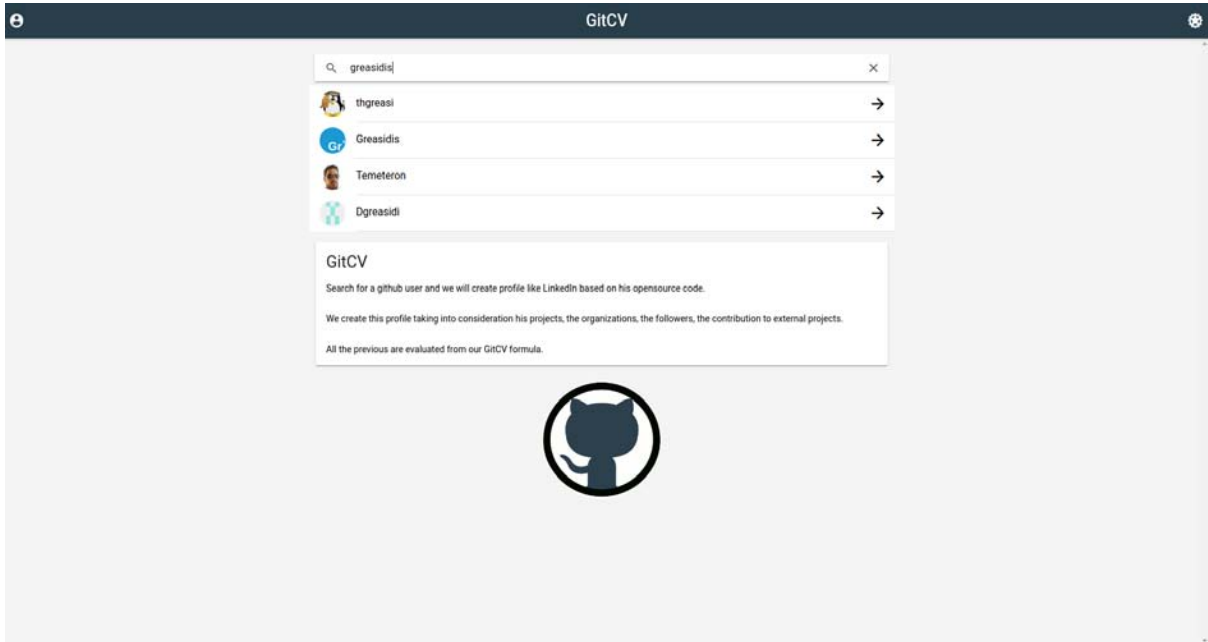 GitCV
greasidis
thgreasi
Gr
Greasidis
Temeteron
Dgreasidi
GitCV
Search for a github user and we will create profile like LinkedIn based on his opensource code.
We create this profile taking into consideration his projects, the organizations, the followers, the contribution to external projects.
All the previous are evaluated from our GitCV formula.